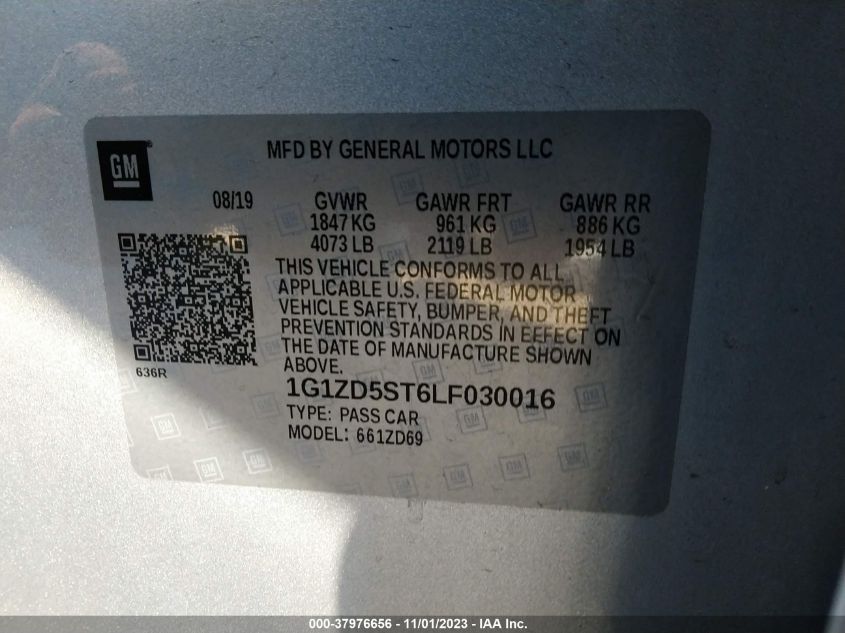 GM
MFD BY GENERAL MOTORS LLC
08/19 GVWR GAWR FRT GAWR RR
1847 KG 961 KG 886 KG
4073 LB 2119 LB 1954 LB
THIS VEHICLE CONFORMS TO ALL
APPLICABLE U.S. FEDERAL MOTOR
VEHICLE SAFETY, BUMPER, AND THEFT
PREVENTION STANDARDS IN EFFECT ON
THE DATE OF MANUFACTURE SHOWN
ABOVE.
636R
1G1ZD5ST6LF030016
TYPE: PASS CAR
MODEL: 661ZD69
000-37976656 - 11/01/2023 - IAA Inc.